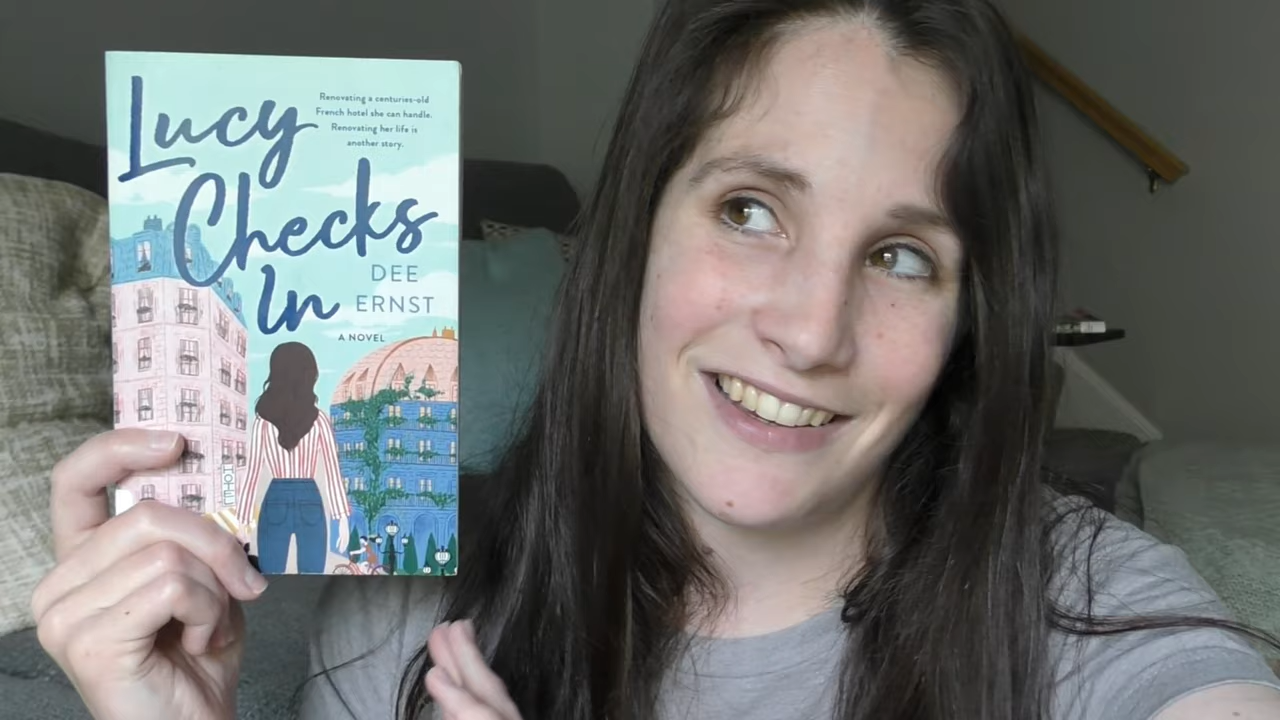 Lucy
Checks
In
Renovating a centuries-old
French hotel she can handle.
Renovating her life is
another story.
DEE
ERNST
A NOVEL
HOTEL